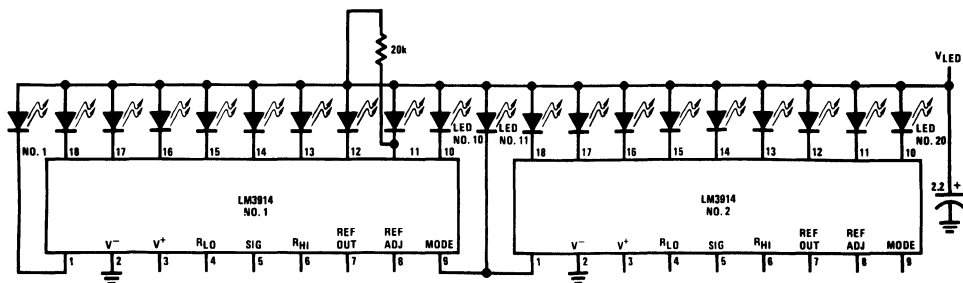 20k
V LED
NO. 1
18 17 16 15 14 13 12 11 10
LED NO. 10
LED NO. 11
18 17 16 15 14 13 12 11 10
LED NO. 20
LM3914
NO. 1
V− V+ RLO SIG RHI REF OUT REF ADJ MODE
1 2 3 4 5 6 7 8 9
LM3914
NO. 2
V− V+ RLO SIG RHI REF OUT REF ADJ MODE
1 2 3 4 5 6 7 8 9
2.2 +